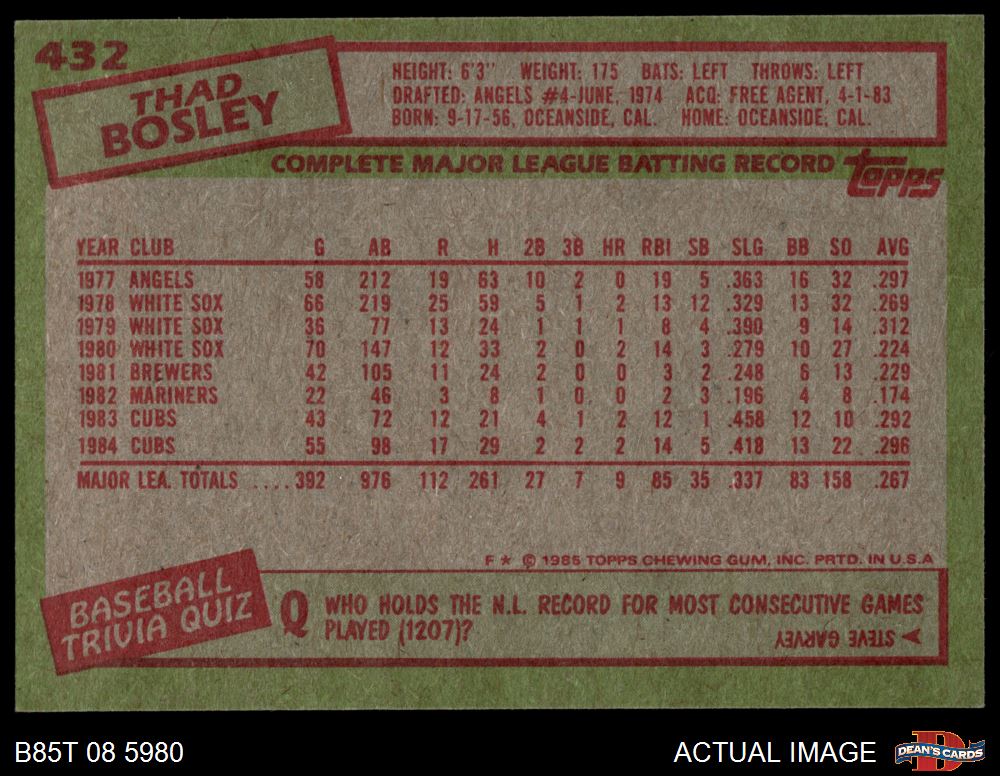 432
THAD
BOSLEY
HEIGHT: 6'3" WEIGHT: 175 BATS: LEFT THROWS: LEFT
DRAFTED: ANGELS #4-JUNE, 1974 ACQ: FREE AGENT, 4-1-83
BORN: 9-17-56, OCEANSIDE, CAL. HOME: OCEANSIDE, CAL.
COMPLETE MAJOR LEAGUE BATTING RECORD
TOPPS
YEAR CLUB G AB R H 2B 3B HR RBI SB SLG BB SO AVG
1977 ANGELS 58 212 19 63 10 2 0 19 5 .363 16 32 .297
1978 WHITE SOX 66 219 25 59 5 1 2 13 12 .329 13 32 .269
1979 WHITE SOX 36 77 13 24 1 1 1 8 4 .390 9 14 .312
1980 WHITE SOX 70 147 12 33 2 0 2 14 3 .279 10 27 .224
1981 BREWERS 42 105 11 24 2 0 0 3 2 .248 6 13 .229
1982 MARINERS 22 46 3 8 1 0 0 2 3 .196 4 8 .174
1983 CUBS 43 72 12 21 4 1 2 12 1 .458 12 10 .292
1984 CUBS 55 98 17 29 2 2 2 14 5 .418 13 22 .296
MAJOR LEA. TOTALS ....392 976 112 261 27 7 9 85 35 .337 83 158 .267
F * © 1985 TOPPS CHEWING GUM, INC. PRTD. IN U.S.A
BASEBALL
TRIVIA QUIZ
Q WHO HOLDS THE N.L. RECORD FOR MOST CONSECUTIVE GAMES
PLAYED (1207)?
STEVE GARVEY
B85T 08 5980
ACTUAL IMAGE
DEAN'S CARDS